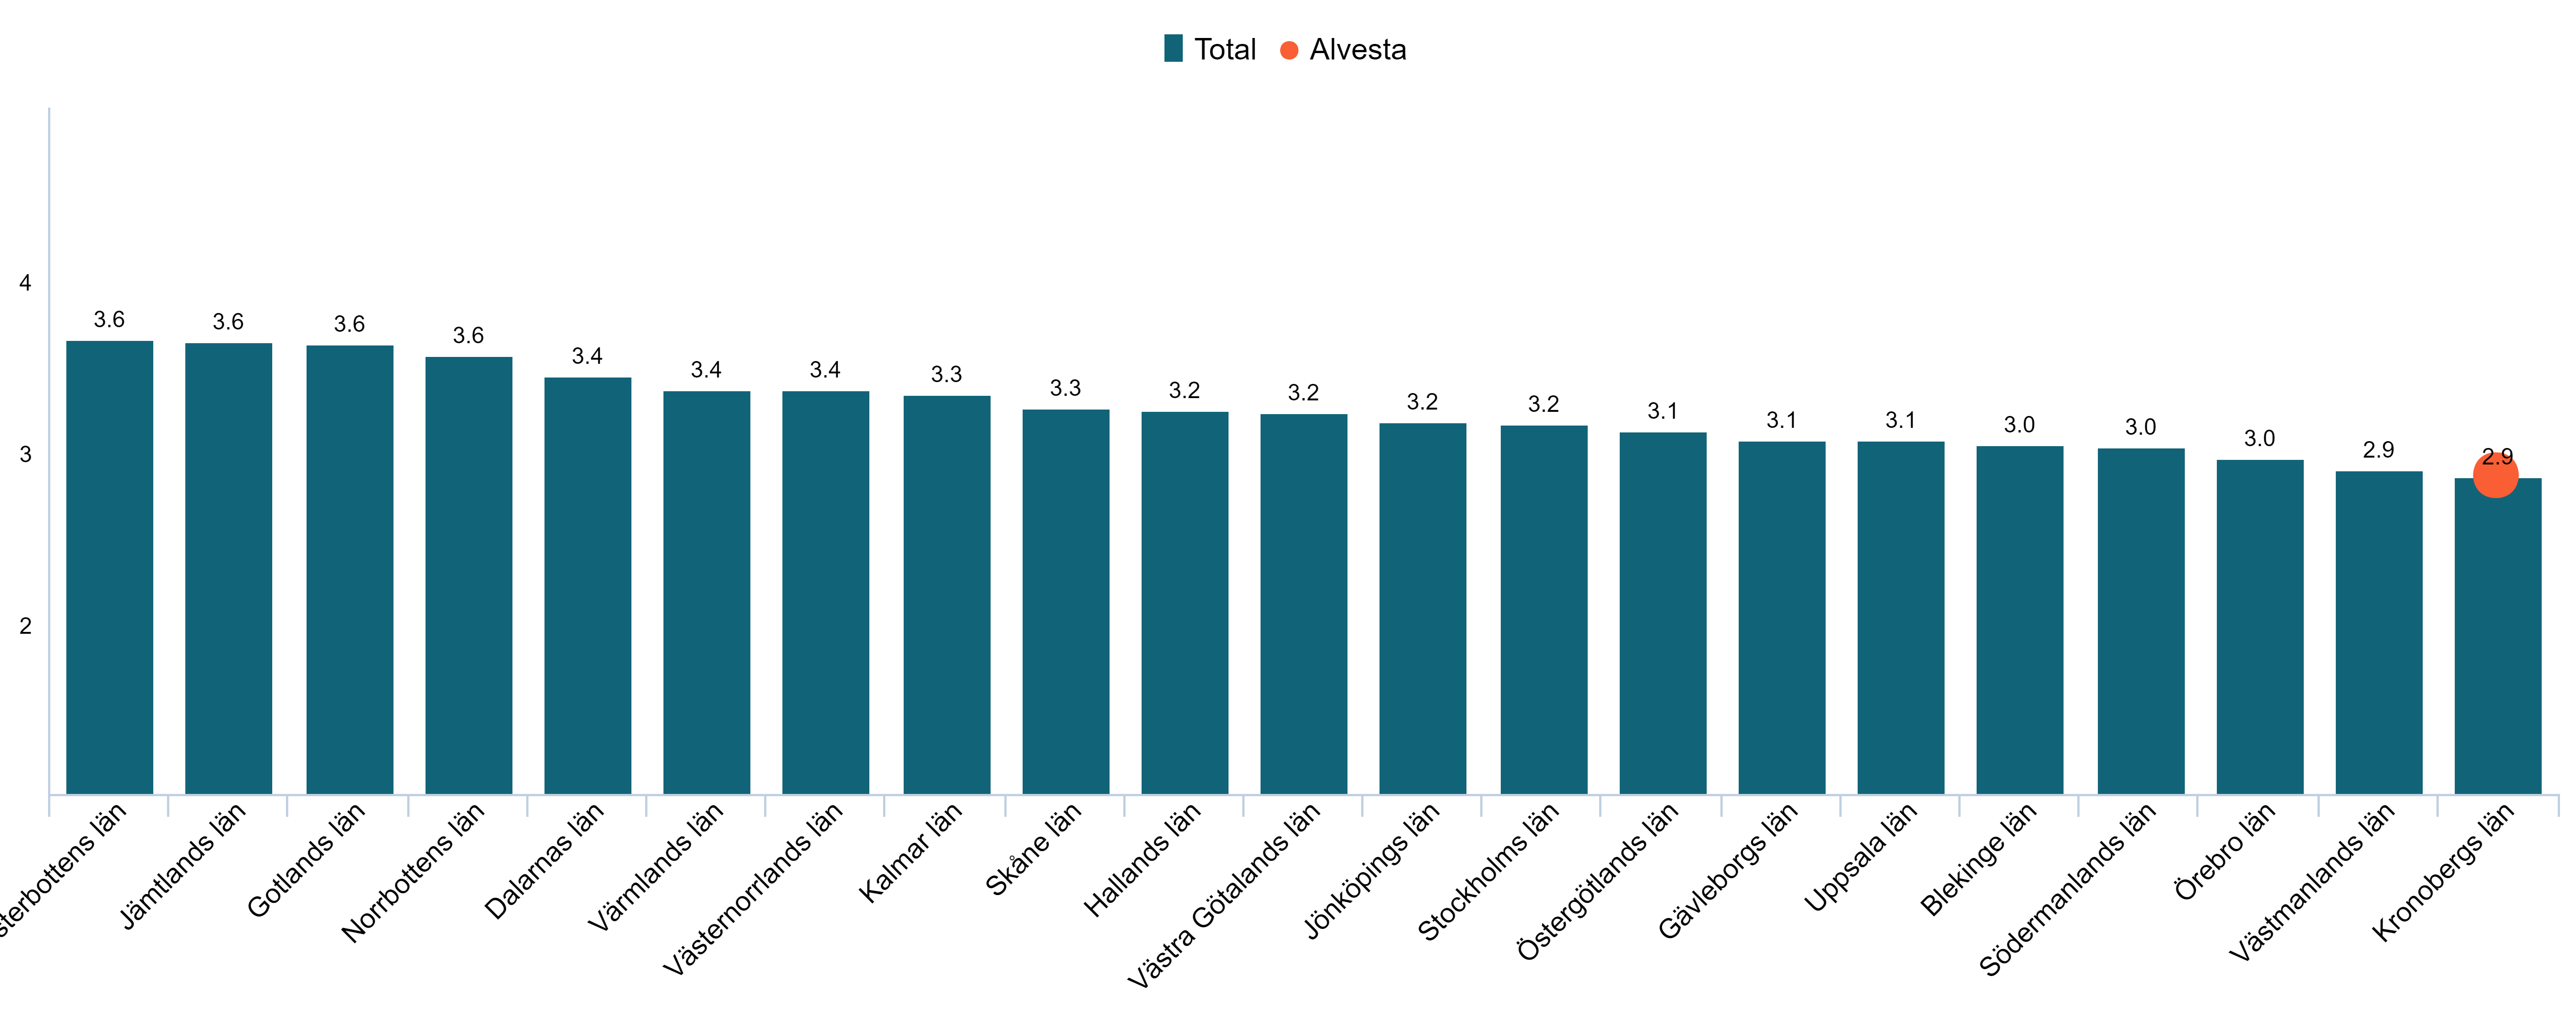 Total Alvesta
4
3
2
3.6 3.6 3.6 3.6 3.4 3.4 3.4 3.3 3.3 3.2 3.2 3.2 3.2 3.1 3.1 3.1 3.0 3.0 3.0 2.9 2.9
sterbottens län
Jämtlands län
Gotlands län
Norrbottens län
Dalarnas län
Värmlands län
Västernorrlands län
Kalmar län
Skåne län
Hallands län
Västra Götalands län
Jönköpings län
Stockholms län
Östergötlands län
Gävleborgs län
Uppsala län
Blekinge län
Södermanlands län
Örebro län
Västmanlands län
Kronobergs län